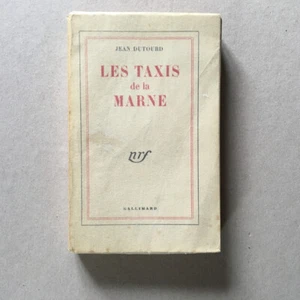 JEAN DUTOURD
LES TAXIS
de la
MARNE
nrf
GALLIMARD